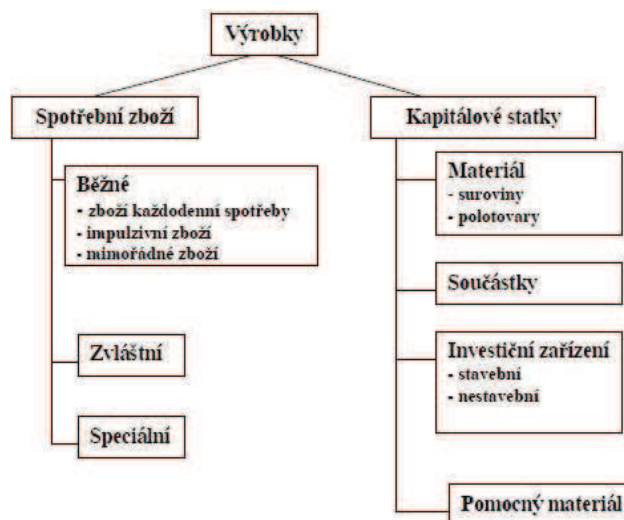 Výrobky
Spotřební zboží
Kapitálové statky
Běžné
- zboží každodenní spotřeby
- impulzivní zboží
- mimořádné zboží
Zvláštní
Speciální
Materiál
- suroviny
- polotovary
Součástky
Investiční zařízení
- stavební
- nestavební
Pomocný materiál